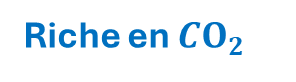 Riche en CO₂